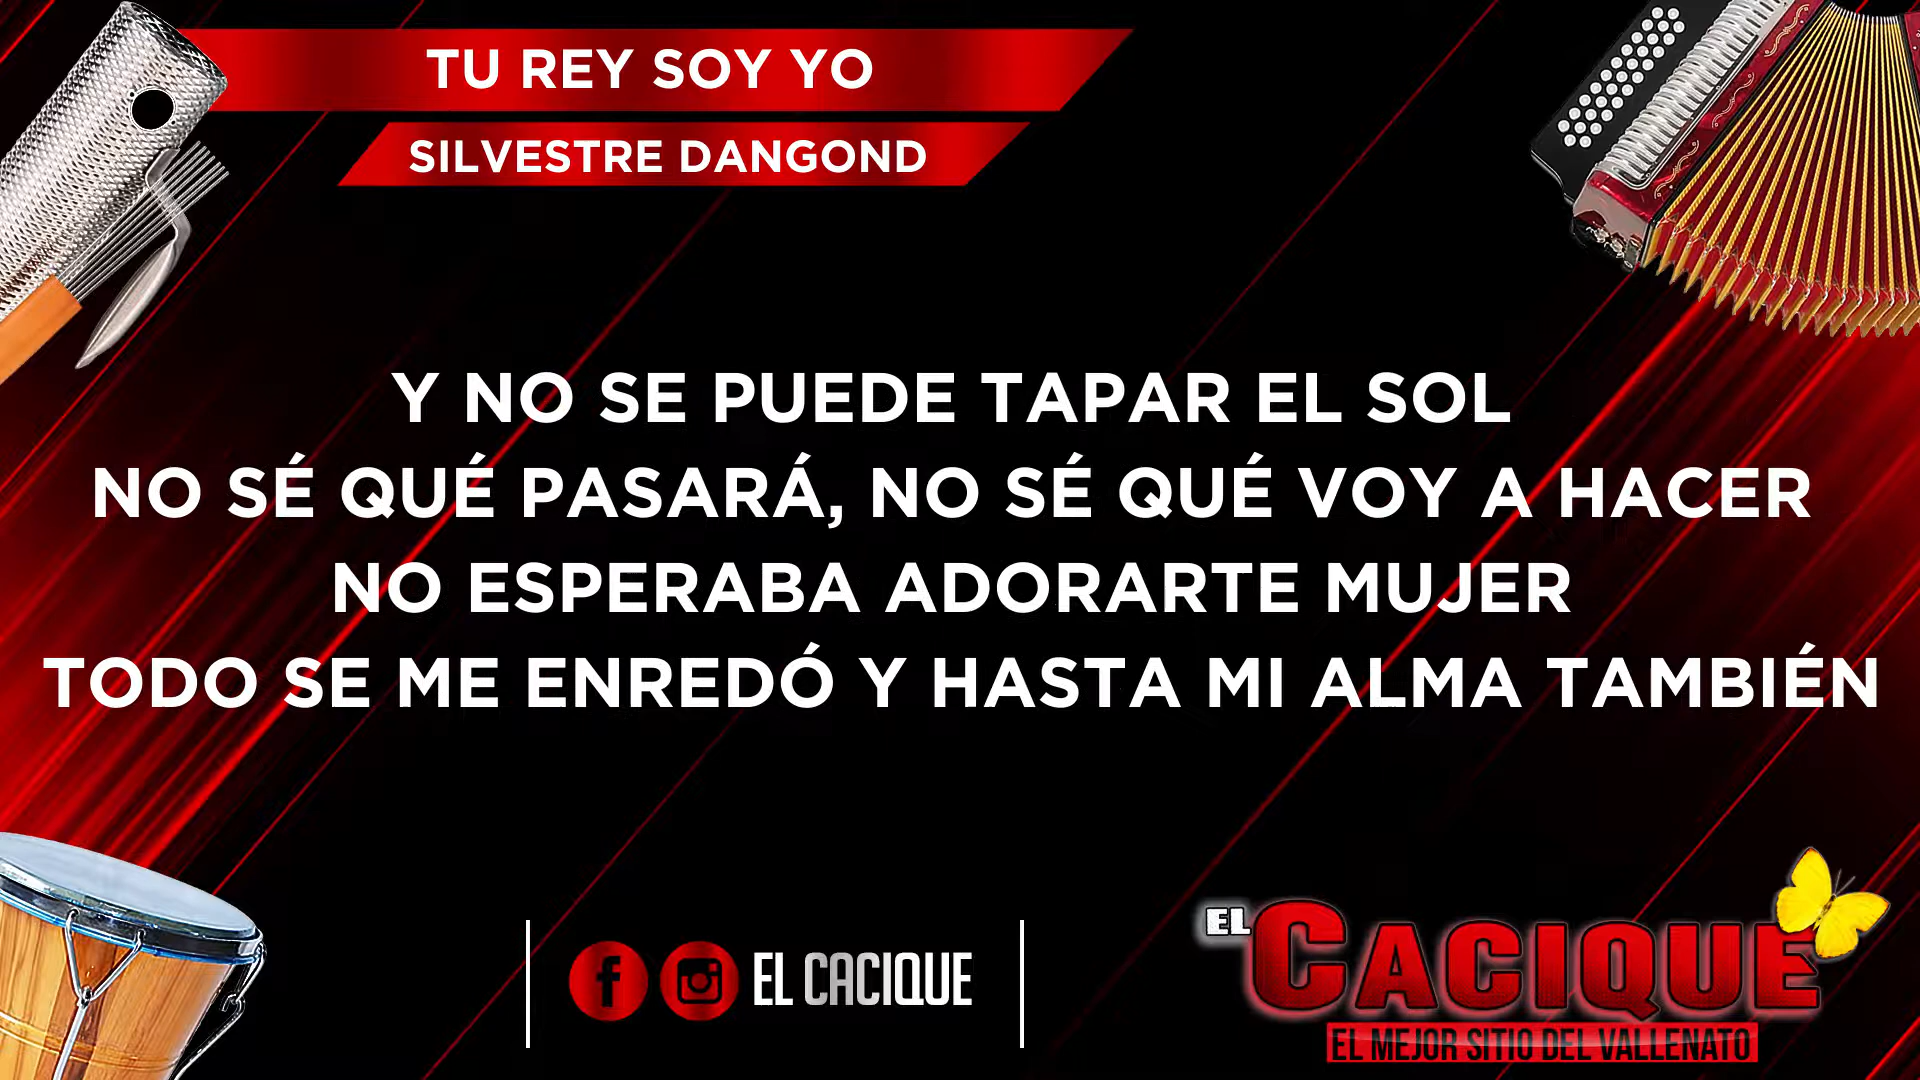 TU REY SOY YO
SILVESTRE DANGOND
Y NO SE PUEDE TAPAR EL SOL
NO SÉ QUÉ PASARÁ, NO SÉ QUÉ VOY A HACER
NO ESPERABA ADORARTE MUJER
TODO SE ME ENREDÓ Y HASTA MI ALMA TAMBIÉN
EL CACIQUE
EL CACIQUE
EL MEJOR SITIO DEL VALLENATO